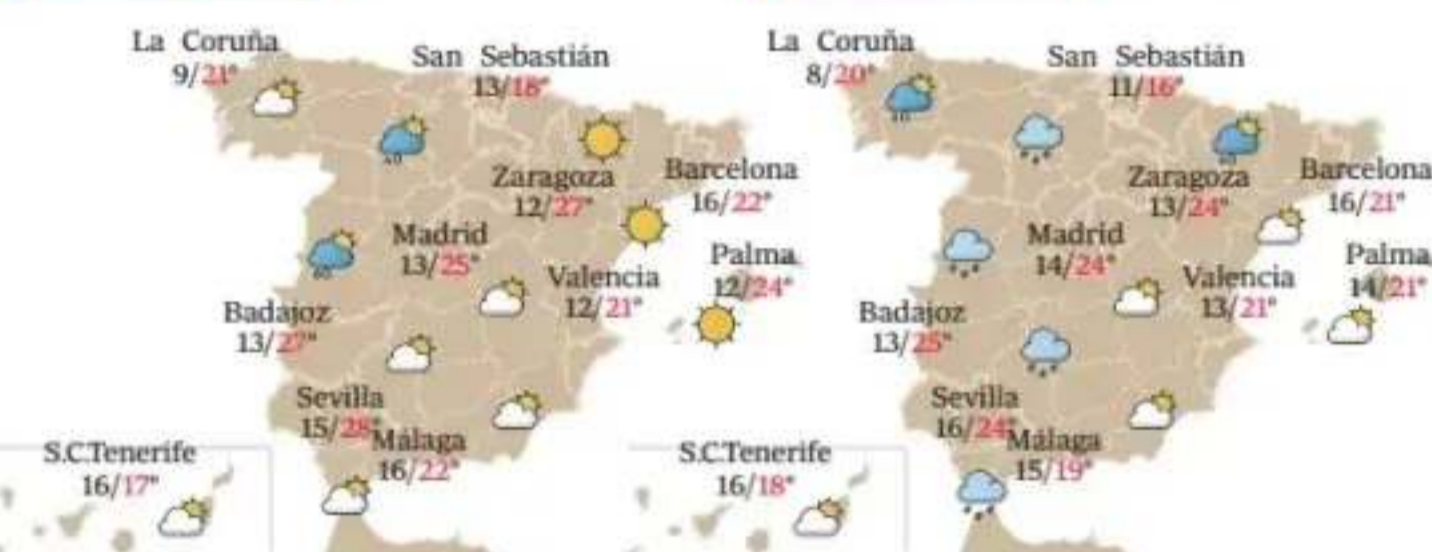 La Coruña
9/21°
San Sebastián
13/18°
Zaragoza
12/27°
Barcelona
16/22°
Madrid
13/25°
Valencia
12/21°
Palma
12/24°
Badajoz
13/27°
Sevilla
15/28°
Málaga
16/22°
S.C.Tenerife
16/17°
La Coruña
8/20°
San Sebastián
11/16°
Zaragoza
13/24°
Barcelona
16/21°
Madrid
14/24°
Valencia
13/21°
Palma
14/21°
Badajoz
13/25°
Sevilla
16/24°
Málaga
15/19°
S.C.Tenerife
16/18°